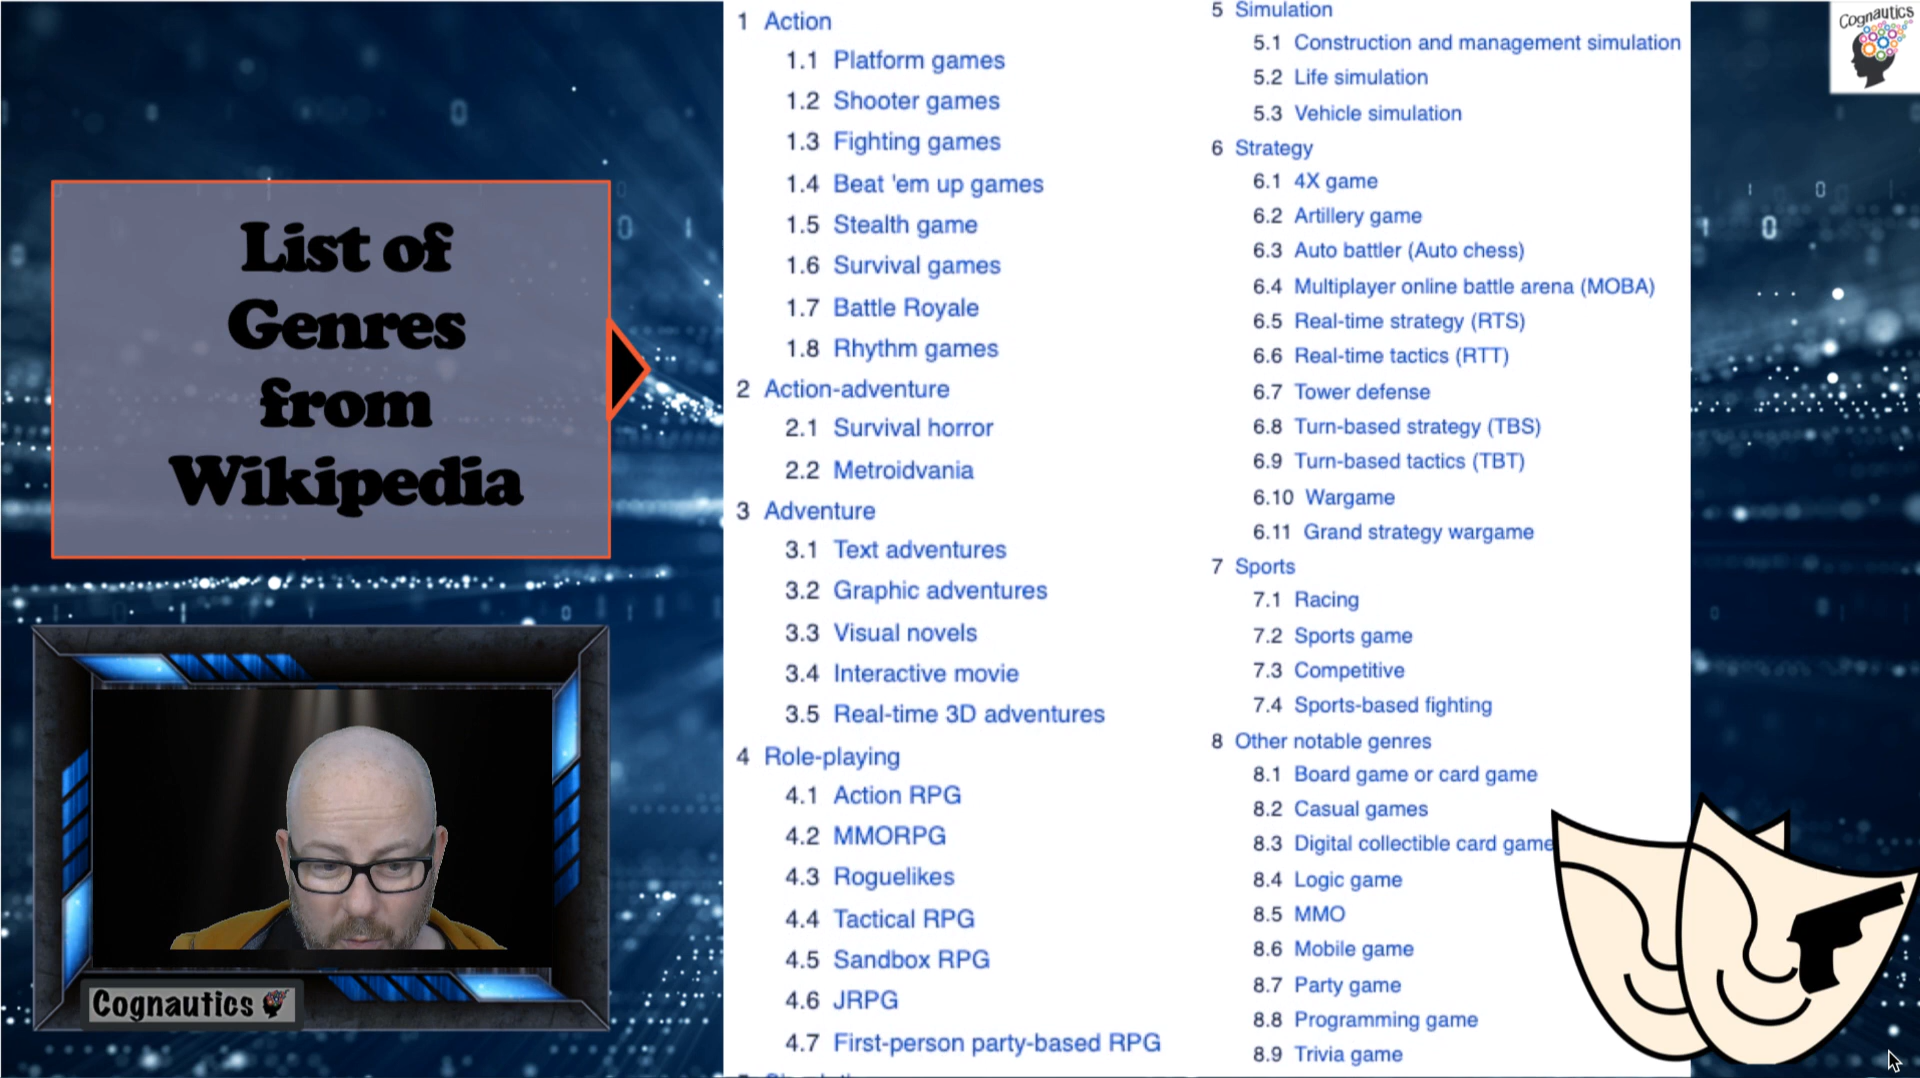 List of
Genres
from
Wikipedia
Cognautics
1 Action
1.1 Platform games
1.2 Shooter games
1.3 Fighting games
1.4 Beat 'em up games
1.5 Stealth game
1.6 Survival games
1.7 Battle Royale
1.8 Rhythm games
2 Action-adventure
2.1 Survival horror
2.2 Metroidvania
3 Adventure
3.1 Text adventures
3.2 Graphic adventures
3.3 Visual novels
3.4 Interactive movie
3.5 Real-time 3D adventures
4 Role-playing
4.1 Action RPG
4.2 MMORPG
4.3 Roguelikes
4.4 Tactical RPG
4.5 Sandbox RPG
4.6 JRPG
4.7 First-person party-based RPG
5 Simulation
5.1 Construction and management simulation
5.2 Life simulation
5.3 Vehicle simulation
6 Strategy
6.1 4X game
6.2 Artillery game
6.3 Auto battler (Auto chess)
6.4 Multiplayer online battle arena (MOBA)
6.5 Real-time strategy (RTS)
6.6 Real-time tactics (RTT)
6.7 Tower defense
6.8 Turn-based strategy (TBS)
6.9 Turn-based tactics (TBT)
6.10 Wargame
6.11 Grand strategy wargame
7 Sports
7.1 Racing
7.2 Sports game
7.3 Competitive
7.4 Sports-based fighting
8 Other notable genres
8.1 Board game or card game
8.2 Casual games
8.3 Digital collectible card game
8.4 Logic game
8.5 MMO
8.6 Mobile game
8.7 Party game
8.8 Programming game
8.9 Trivia game
Cognautics